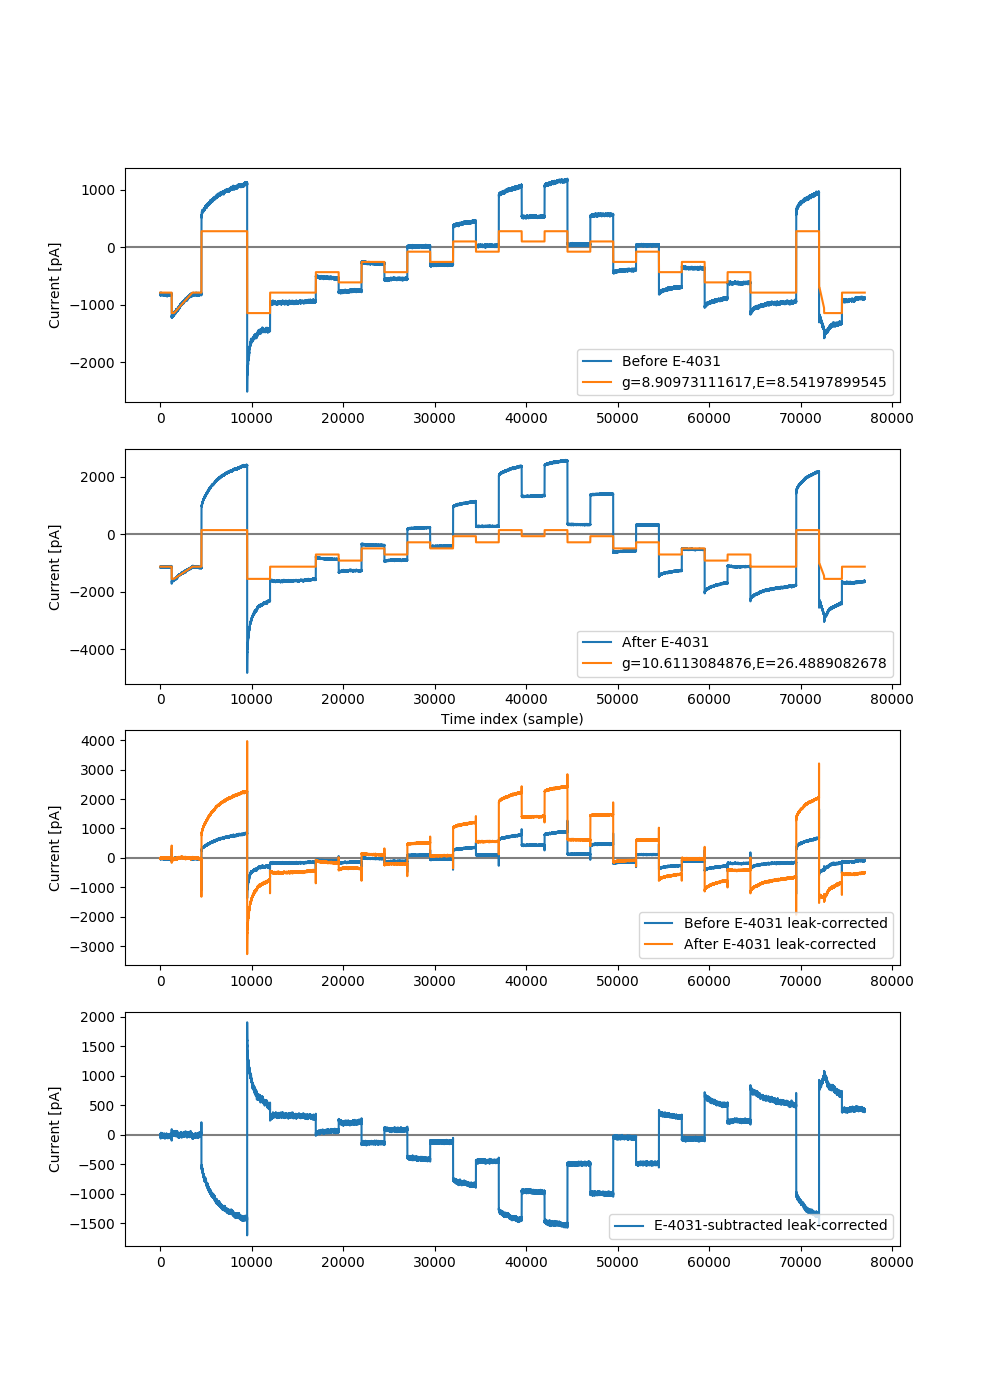 1000
0
−1000
−2000
Current [pA]
Before E-4031
g=8.90973111617,E=8.54197899545
0 10000 20000 30000 40000 50000 60000 70000 80000
2000
0
−2000
−4000
Current [pA]
After E-4031
g=10.6113084876,E=26.4889082678
0 10000 20000 30000 40000 50000 60000 70000 80000
Time index (sample)
4000
3000
2000
1000
0
−1000
−2000
−3000
Current [pA]
Before E-4031 leak-corrected
After E-4031 leak-corrected
0 10000 20000 30000 40000 50000 60000 70000 80000
2000
1500
1000
500
0
−500
−1000
−1500
Current [pA]
E-4031-subtracted leak-corrected
0 10000 20000 30000 40000 50000 60000 70000 80000